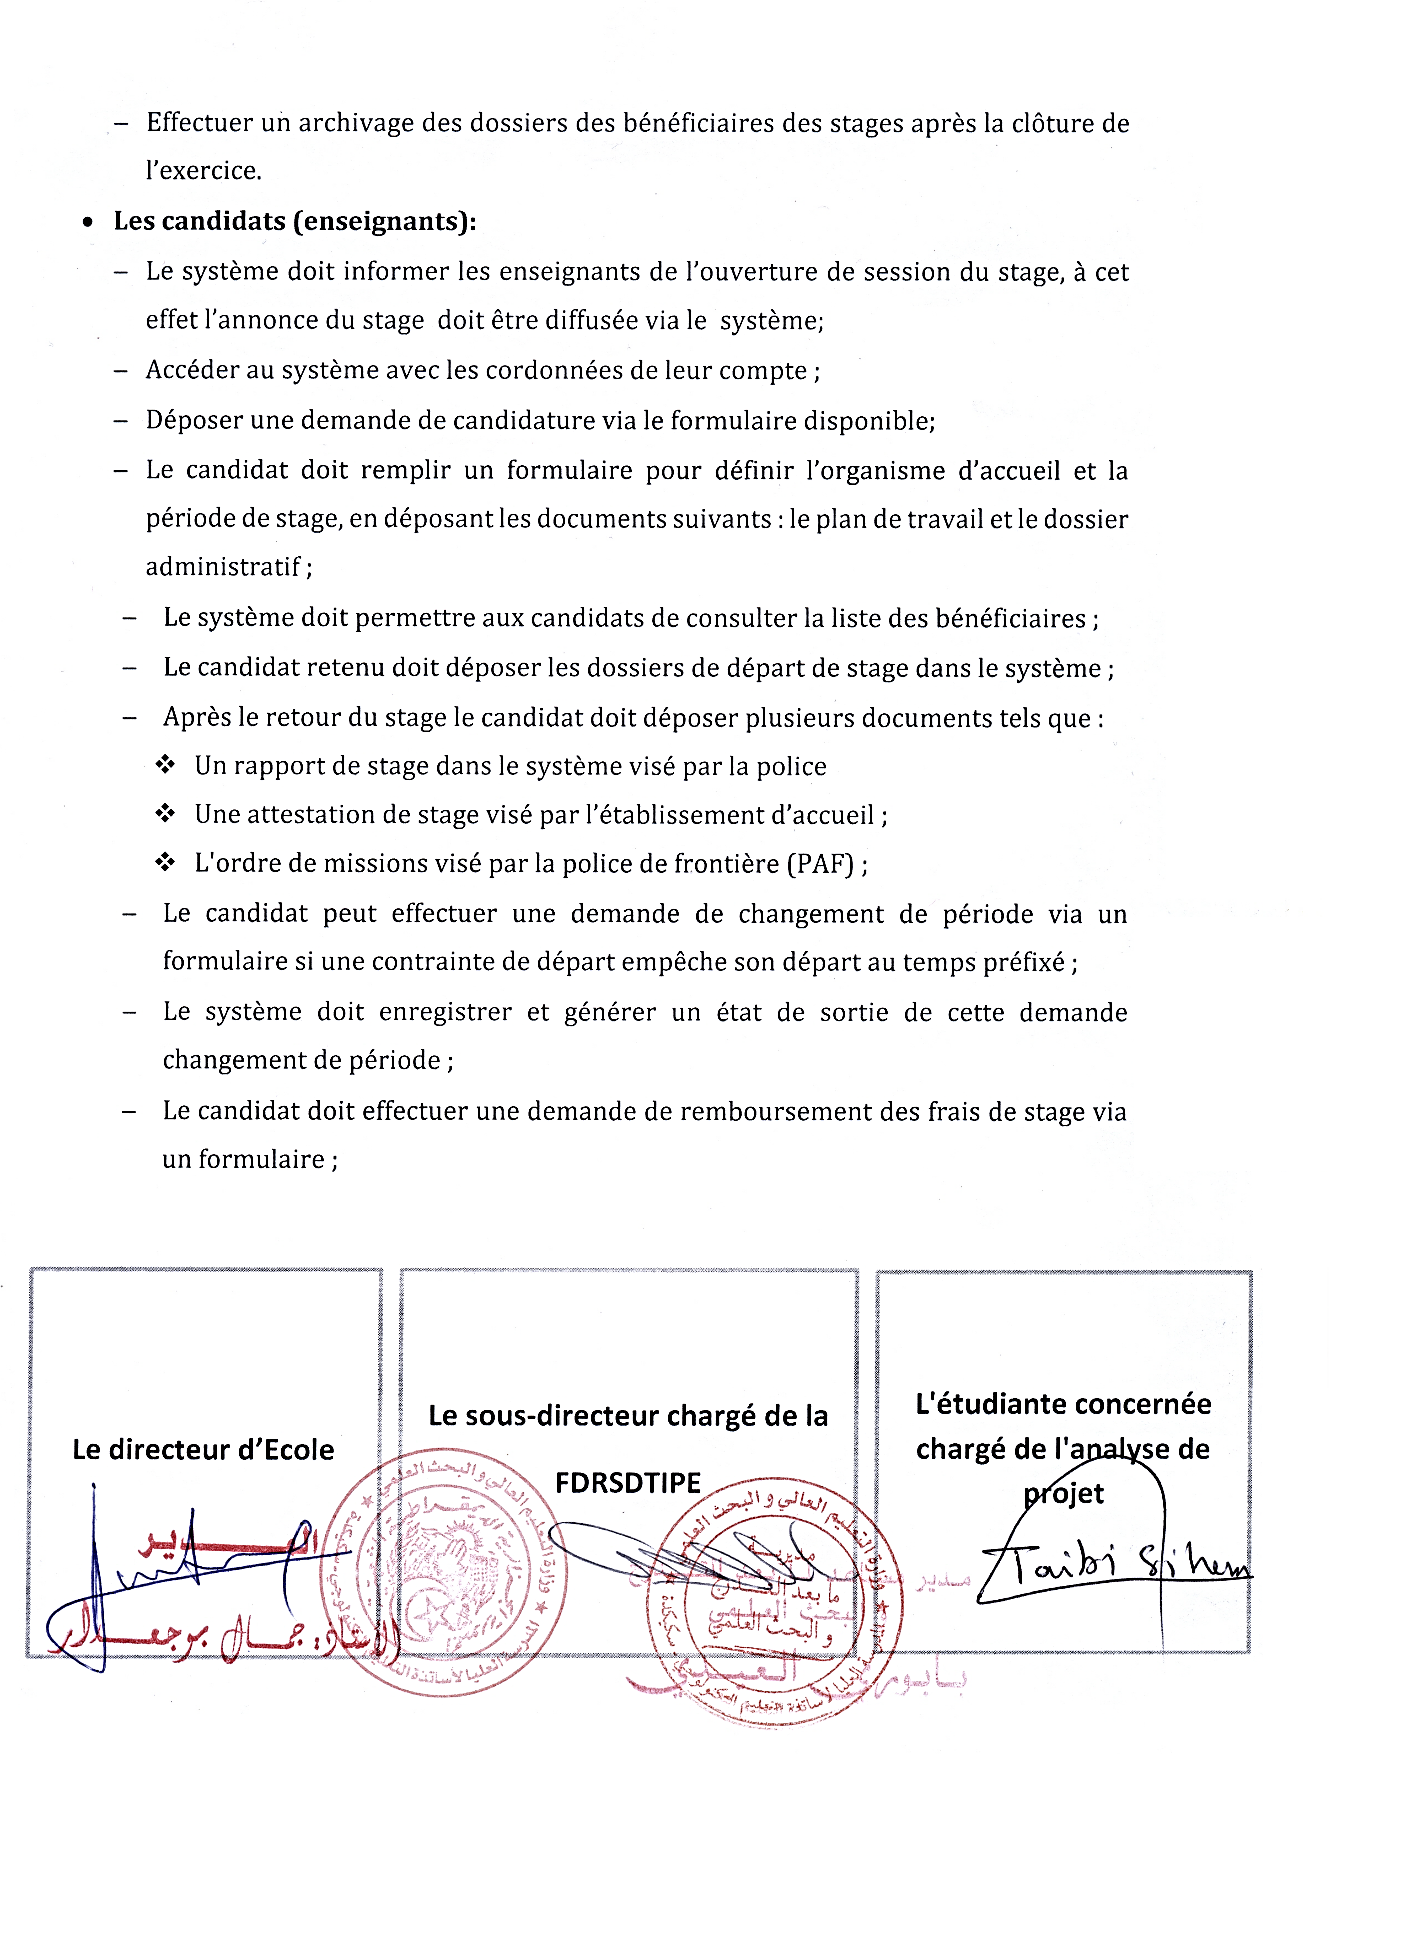 – Effectuer un archivage des dossiers des bénéficiaires des stages après la clôture de
l’exercice.
• Les candidats (enseignants):
– Le système doit informer les enseignants de l’ouverture de session du stage, à cet
effet l’annonce du stage doit être diffusée via le système;
– Accéder au système avec les cordonnées de leur compte ;
– Déposer une demande de candidature via le formulaire disponible;
– Le candidat doit remplir un formulaire pour définir l’organisme d’accueil et la
période de stage, en déposant les documents suivants : le plan de travail et le dossier
administratif ;
– Le système doit permettre aux candidats de consulter la liste des bénéficiaires ;
– Le candidat retenu doit déposer les dossiers de départ de stage dans le système ;
– Après le retour du stage le candidat doit déposer plusieurs documents tels que :
❖ Un rapport de stage dans le système visé par la police
❖ Une attestation de stage visé par l’établissement d’accueil ;
❖ L'ordre de missions visé par la police de frontière (PAF) ;
– Le candidat peut effectuer une demande de changement de période via un
formulaire si une contrainte de départ empêche son départ au temps préfixé ;
– Le système doit enregistrer et générer un état de sortie de cette demande
changement de période ;
– Le candidat doit effectuer une demande de remboursement des frais de stage via
un formulaire ;
Le directeur d’Ecole
المدير
الأستاذ: جمال بوجعدار
Le sous-directeur chargé de la
FDRSDTIPE
وزارة التعليم العالي و البحث العلمي
مديرية
ما بعد التدرج
و البحث العلمي
L'étudiante concernée
chargé de l'analyse de
projet
Taibi Sihem